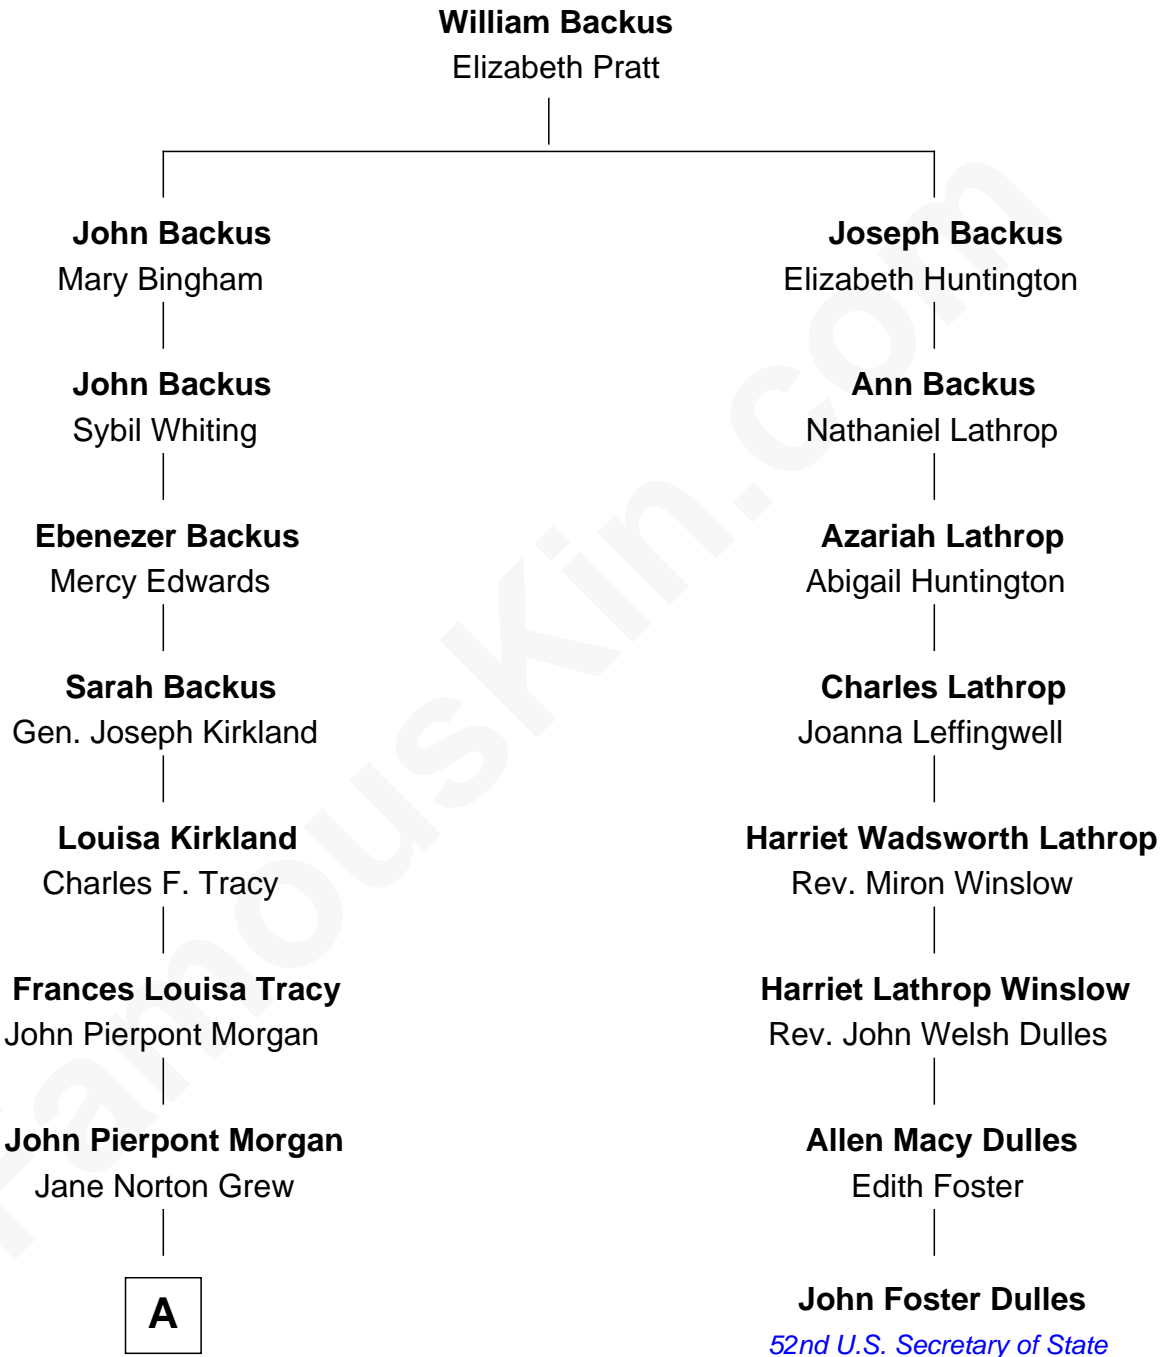 William Backus
Elizabeth Pratt
John Backus
Mary Bingham
Joseph Backus
Elizabeth Huntington
John Backus
Sybil Whiting
Ann Backus
Nathaniel Lathrop
Ebenezer Backus
Mercy Edwards
Azariah Lathrop
Abigail Huntington
Sarah Backus
Gen. Joseph Kirkland
Charles Lathrop
Joanna Leffingwell
Louisa Kirkland
Charles F. Tracy
Harriet Wadsworth Lathrop
Rev. Miron Winslow
Frances Louisa Tracy
John Pierpont Morgan
Harriet Lathrop Winslow
Rev. John Welsh Dulles
John Pierpont Morgan
Jane Norton Grew
Allen Macy Dulles
Edith Foster
A
John Foster Dulles
52nd U.S. Secretary of State
FamousKin.com